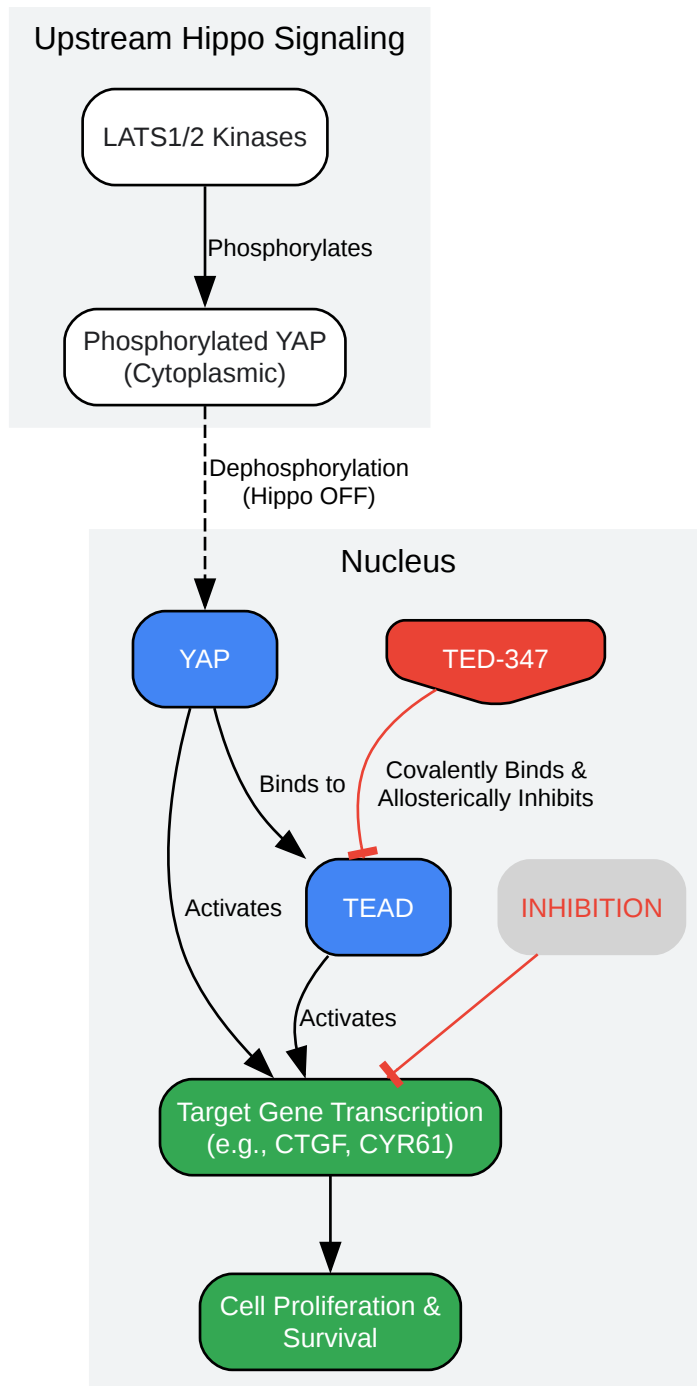 Upstream Hippo Signaling
LATS1/2 Kinases
Phosphorylates
Phosphorylated YAP
(Cytoplasmic)
Dephosphorylation
(Hippo OFF)
Nucleus
YAP
TED-347
Binds to
Covalently Binds &
Allosterically Inhibits
Activates
TEAD
INHIBITION
Activates
Target Gene Transcription
(e.g., CTGF, CYR61)
Cell Proliferation &
Survival